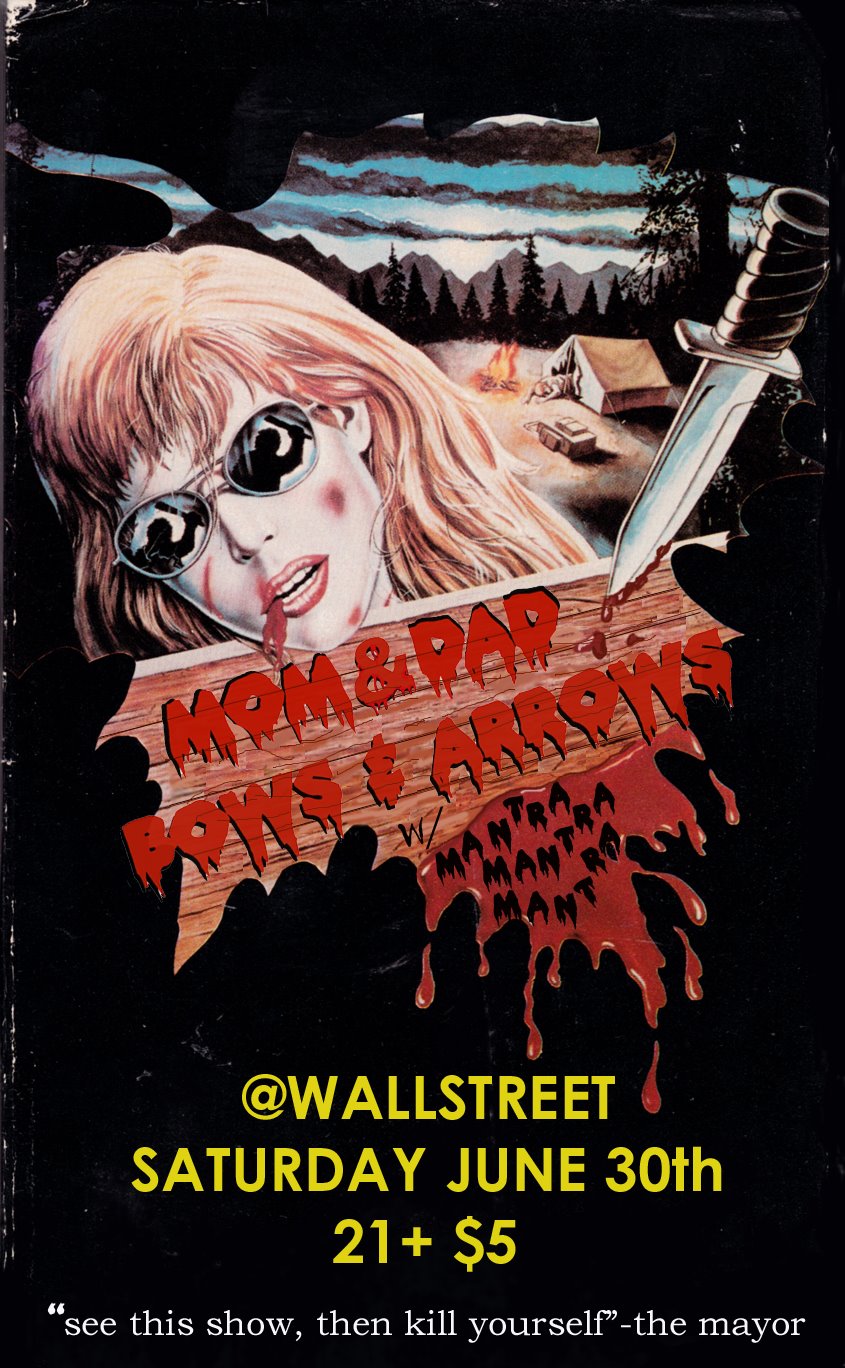 MOM & DAD
BOWS & ARROWS
W/
MANTRA
MANTRA
MANTRA
@WALLSTREET
SATURDAY JUNE 30th
21+ $5
“see this show, then kill yourself”-the mayor